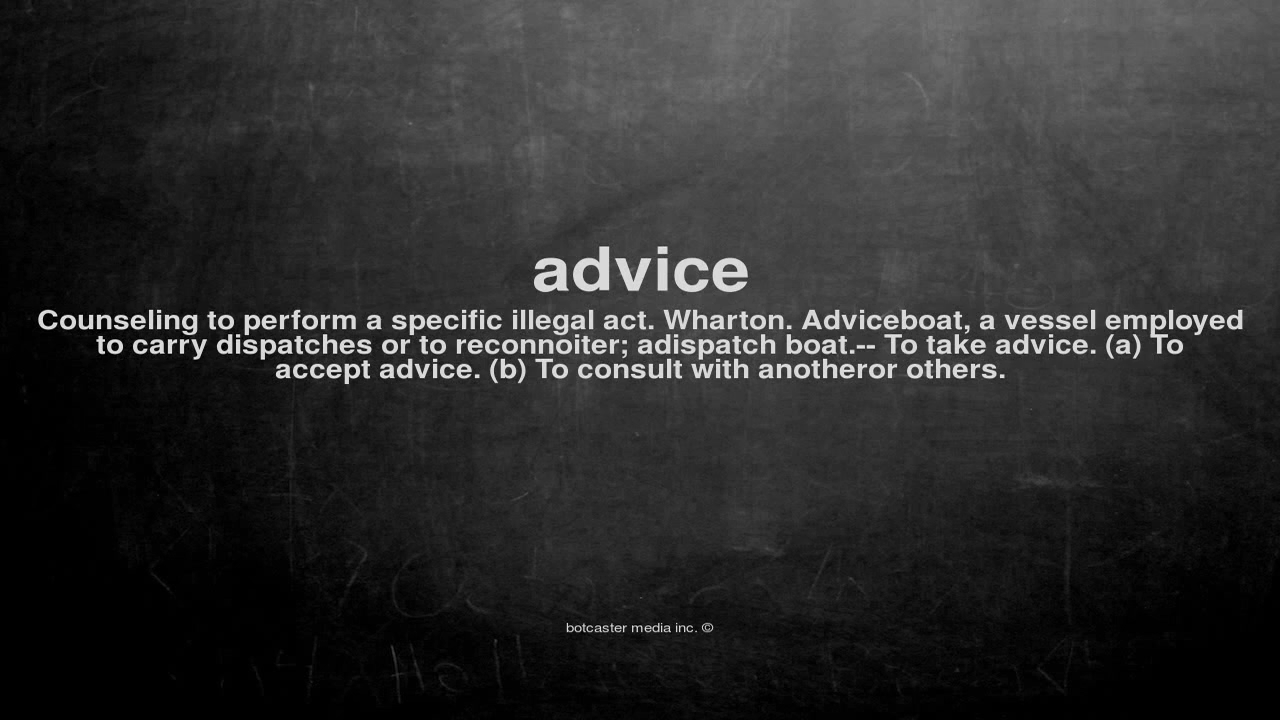 advice
Counseling to perform a specific illegal act. Wharton. Adviceboat, a vessel employed
to carry dispatches or to reconnoiter; adispatch boat.-- To take advice. (a) To
accept advice. (b) To consult with anotheror others.
botcaster media inc. ©